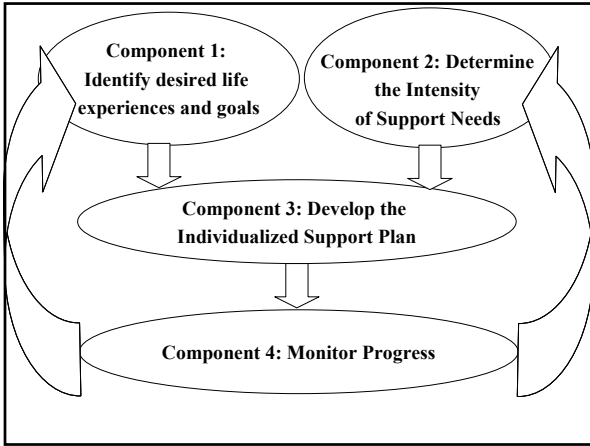 Component 1:
Identify desired life
experiences and goals
Component 2: Determine
the Intensity
of Support Needs
Component 3: Develop the
Individualized Support Plan
Component 4: Monitor Progress